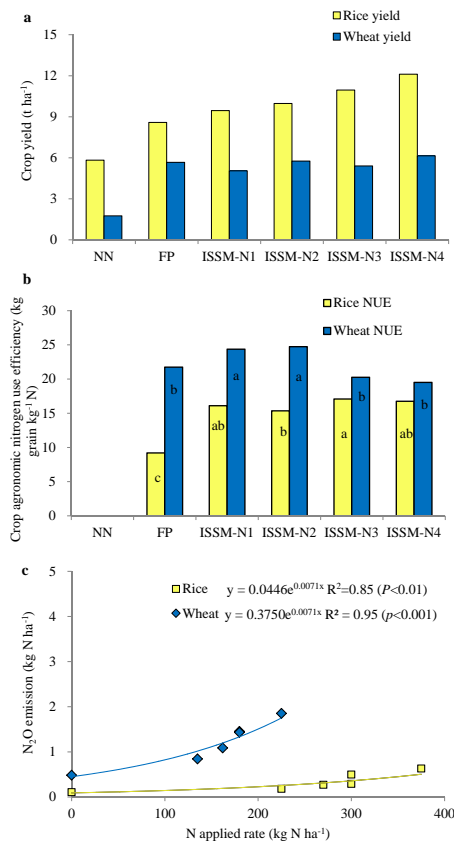 a
Rice yield
Wheat yield
Crop yield (t ha-1)
15
12
9
6
3
0
NN FP ISSM-N1 ISSM-N2 ISSM-N3 ISSM-N4
b
Rice NUE
Wheat NUE
Crop agronomic nitrogen use efficiency (kg
grain kg-1 N)
30
25
20
15
10
5
0
c b ab a b a a b ab b
NN FP ISSM-N1 ISSM-N2 ISSM-N3 ISSM-N4
c
Rice y = 0.0446e0.0071x R2=0.85 (P<0.01)
Wheat y = 0.3750e0.0071x R² = 0.95 (p<0.001)
N2O emission (kg N ha-1)
5
4
3
2
1
0
0 100 200 300 400
N applied rate (kg N ha-1)